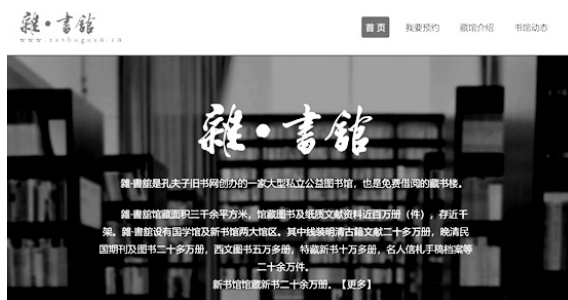 雜·書館
www.zashuguan.cn
首页 我要预约 藏馆介绍 书馆动态
雜·書館
雜·書館是孔夫子旧书网创办的一家大型私立公益图书馆，也是免费借阅的藏书楼。
雜·書館馆藏面积三千余平方米，馆藏图书及纸质文献资料近百万册（件），存近千
架。雜·書館设有国学馆及新书馆两大馆区。其中线装明清古籍文献二十多万册，晚清民
国期刊及图书二十多万册，西文图书五万多册，特藏新书十万多册，名人信札手稿档案等
二十余万件。
新书馆馆藏新书二十余万册。【更多】